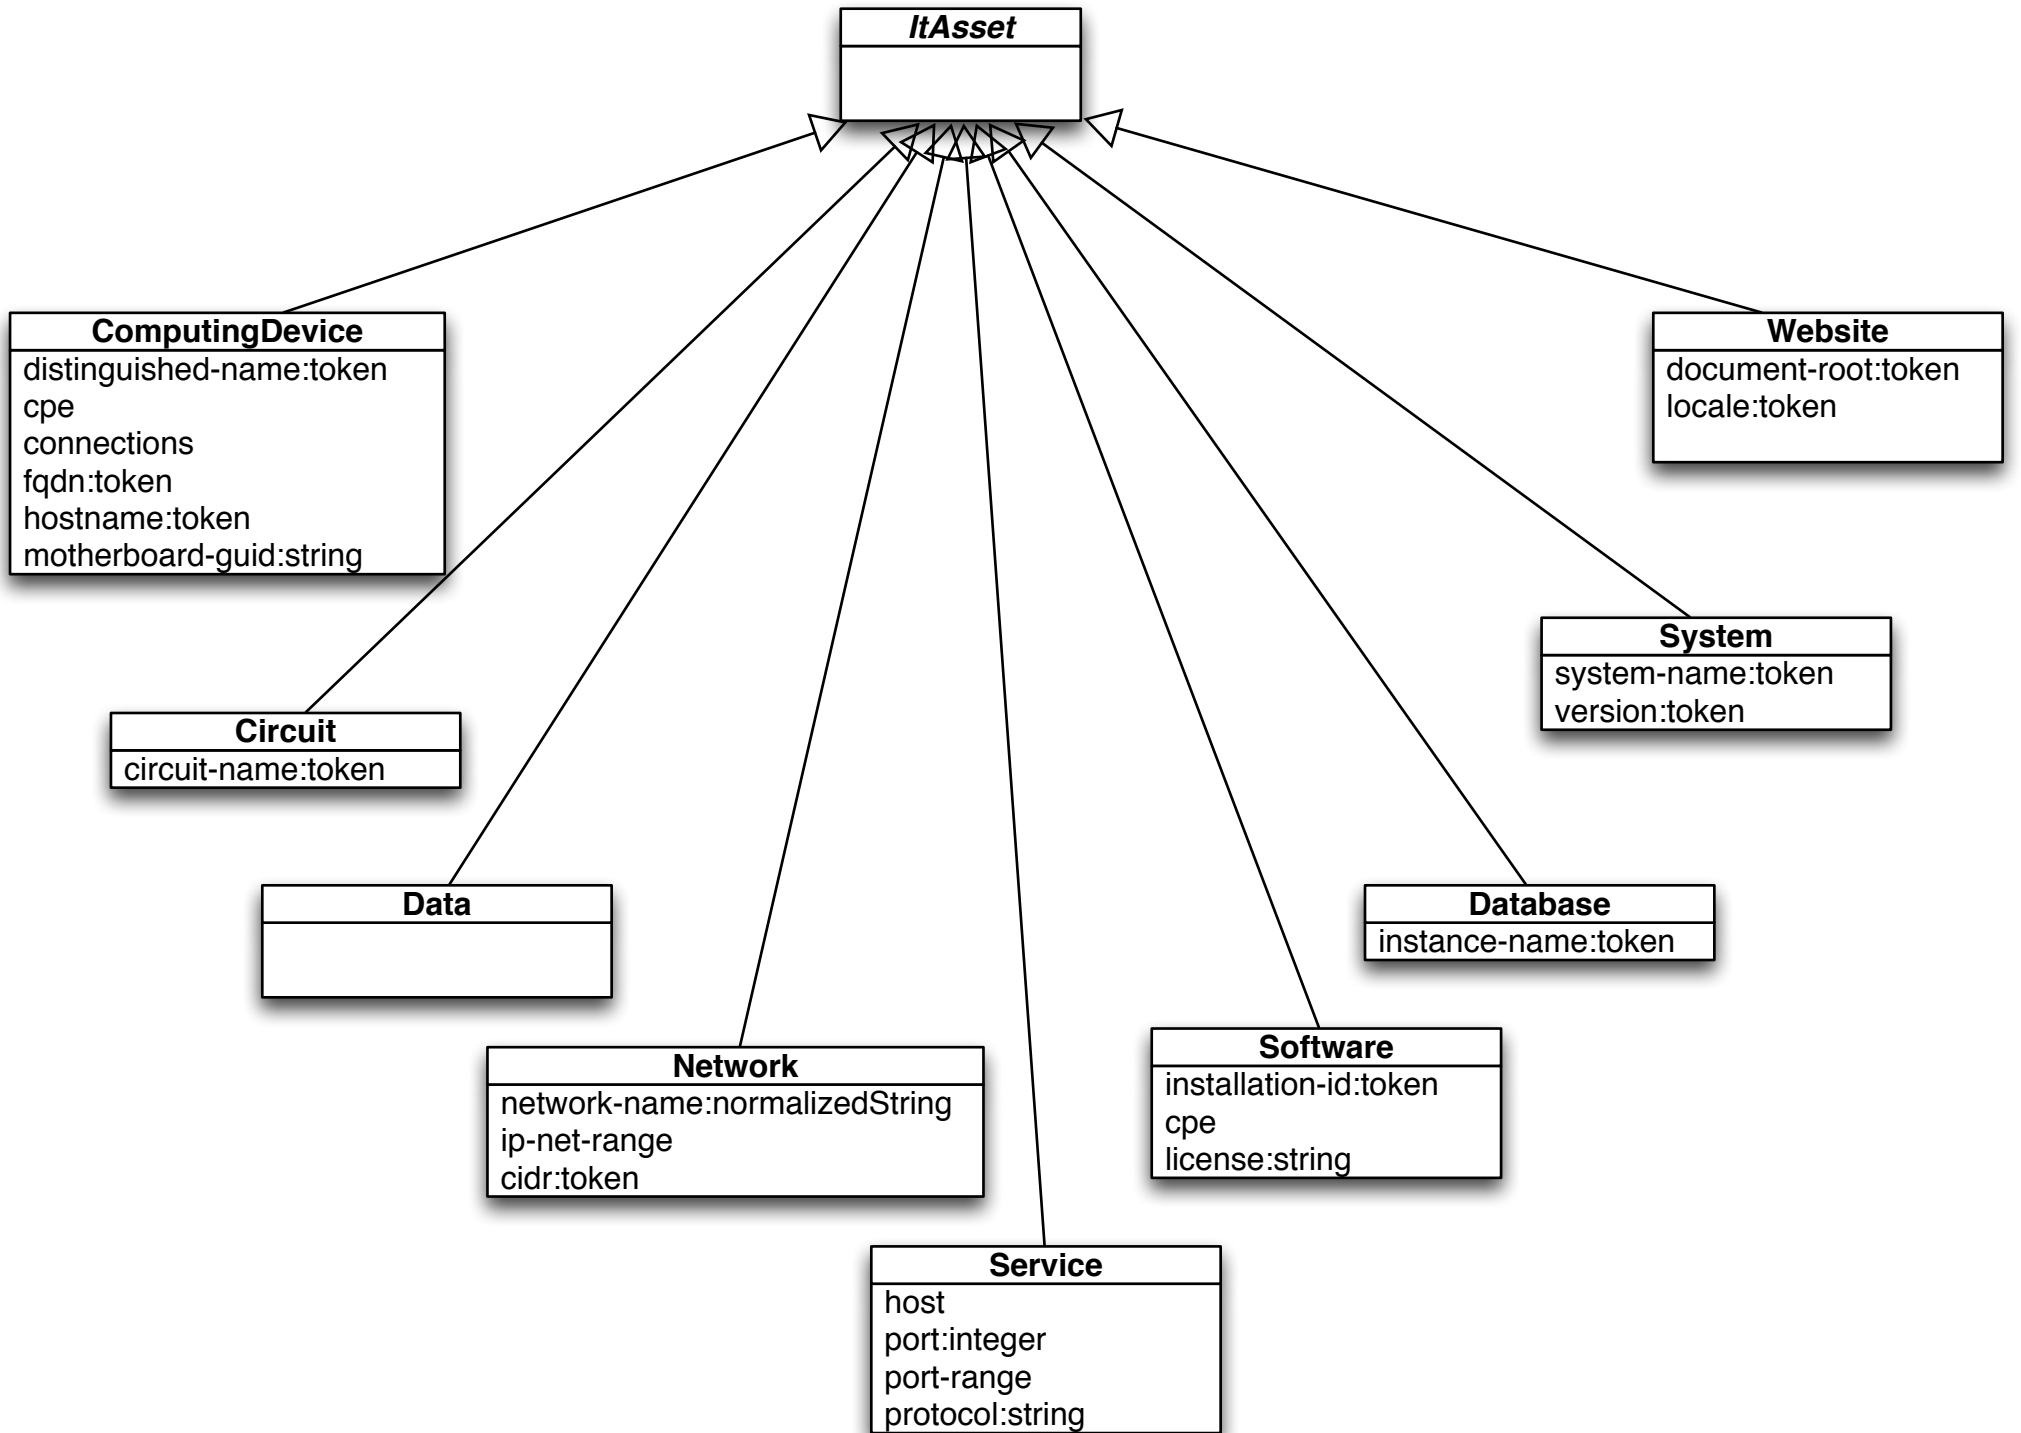 ItAsset
ComputingDevice
distinguished-name:token
cpe
connections
fqdn:token
hostname:token
motherboard-guid:string
Website
document-root:token
locale:token
System
system-name:token
version:token
Circuit
circuit-name:token
Data
Database
instance-name:token
Network
network-name:normalizedString
ip-net-range
cidr:token
Software
installation-id:token
cpe
license:string
Service
host
port:integer
port-range
protocol:string